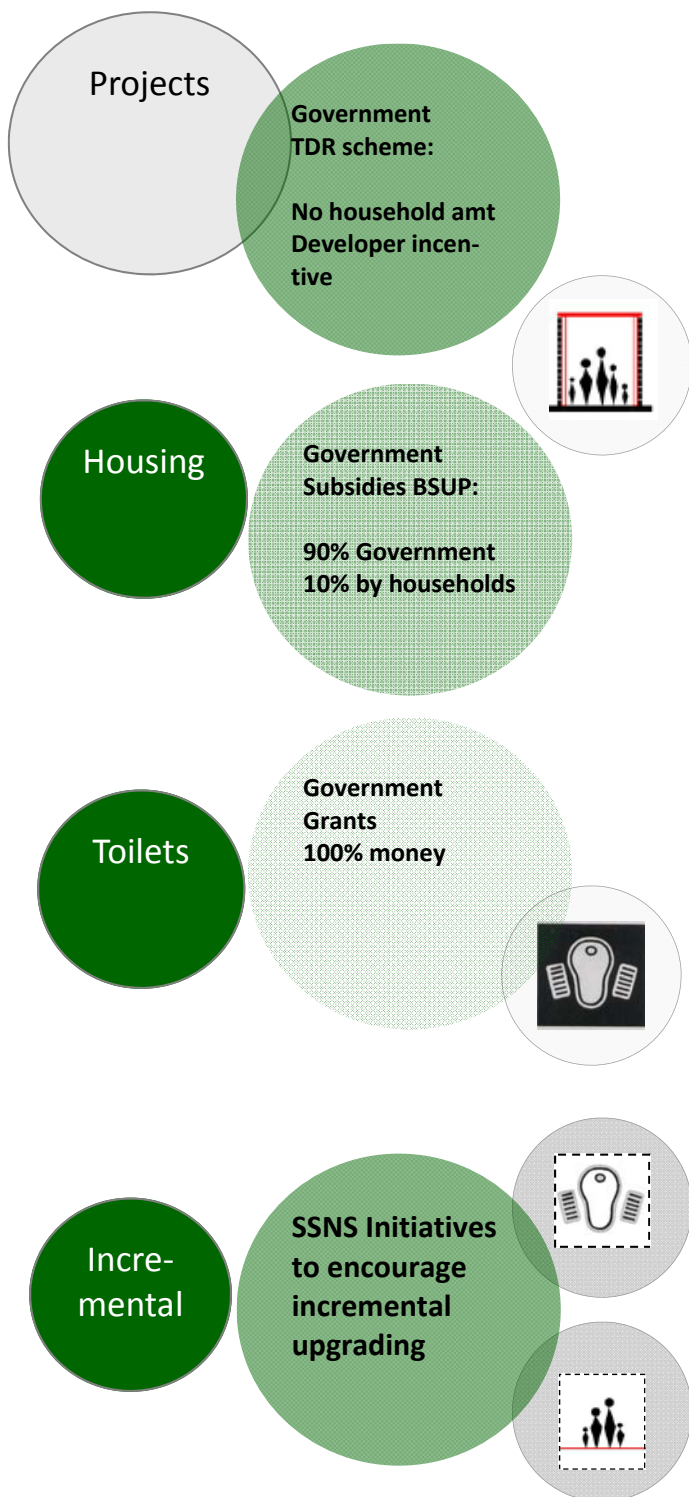 Projects
Government
TDR scheme:
No household amt
Developer incen-
tive
Housing
Government
Subsidies BSUP:
90% Government
10% by households
Toilets
Government
Grants
100% money
Incre-
mental
SSNS Initiatives
to encourage
incremental
upgrading